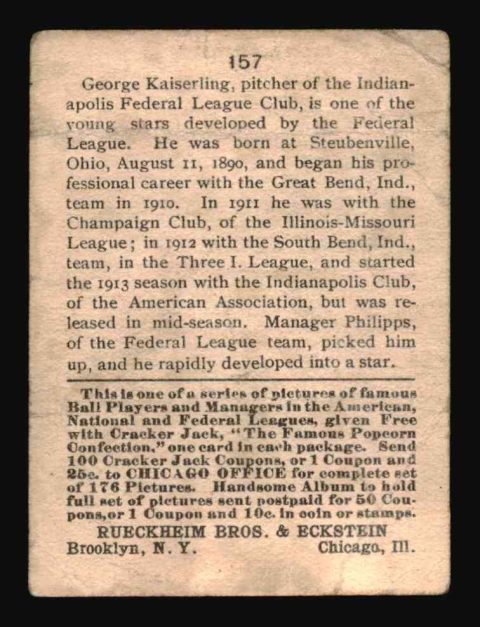 157
George Kaiserling, pitcher of the Indian-
apolis Federal League Club, is one of the
young stars developed by the Federal
League. He was born at Steubenville,
Ohio, August 11, 1890, and began his pro-
fessional career with the Great Bend, Ind.,
team in 1910. In 1911 he was with the
Champaign Club, of the Illinois-Missouri
League; in 1912 with the South Bend, Ind.,
team, in the Three I. League, and started
the 1913 season with the Indianapolis Club,
of the American Association, but was re-
leased in mid-season. Manager Philipps,
of the Federal League team, picked him
up, and he rapidly developed into a star.
This is one of a series of pictures of famous
Ball Players and Managers in the American,
National and Federal Leagues, given Free
with Cracker Jack, "The Famous Popcorn
Confection," one card in each package. Send
100 Cracker Jack Coupons, or 1 Coupon and
25c. to CHICAGO OFFICE for complete set
of 176 Pictures. Handsome Album to hold
full set of pictures sent postpaid for 50 Cou-
pons, or 1 Coupon and 10c. in coin or stamps.
RUECKHEIM BROS. & ECKSTEIN
Brooklyn, N. Y. Chicago, Ill.